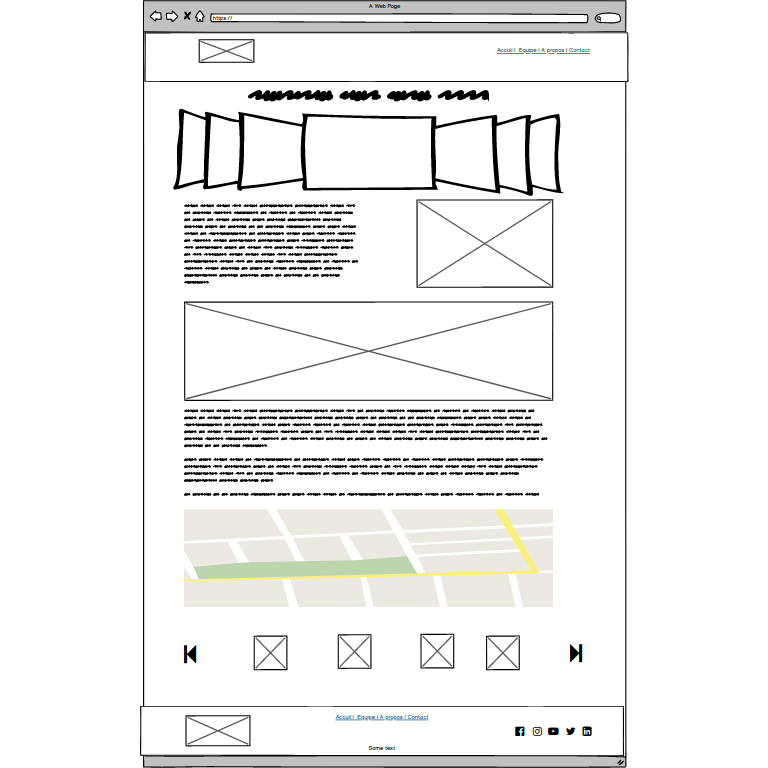 A Web Page
https://
Accuil | Equipe | A propos | Contact
Accuil | Equipe | A propos | Contact
Some text